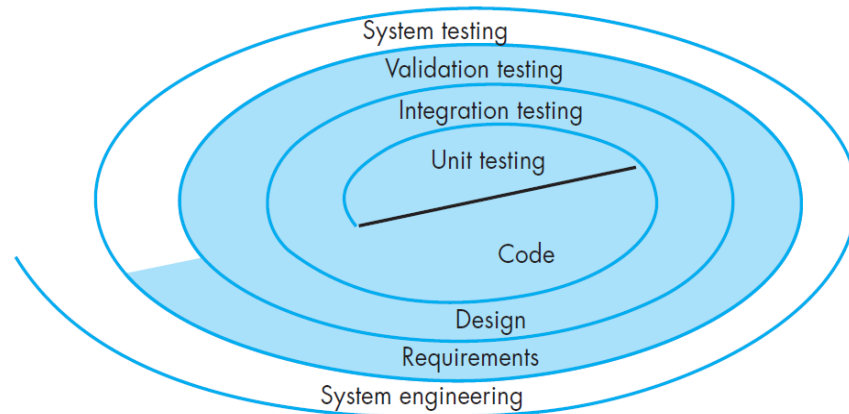 System testing
Validation testing
Integration testing
Unit testing
Code
Design
Requirements
System engineering